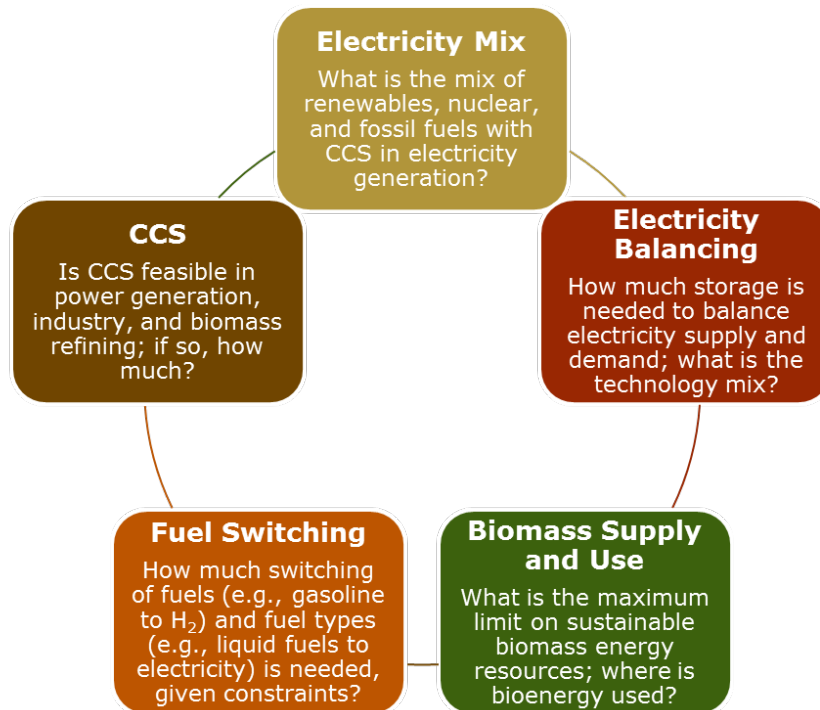 Electricity Mix
What is the mix of
renewables, nuclear,
and fossil fuels with
CCS in electricity
generation?
Electricity
Balancing
How much storage is
needed to balance
electricity supply and
demand; what is the
technology mix?
Biomass Supply
and Use
What is the maximum
limit on sustainable
biomass energy
resources; where is
bioenergy used?
Fuel Switching
How much switching
of fuels (e.g., gasoline
to H₂) and fuel types
(e.g., liquid fuels to
electricity) is needed,
given constraints?
CCS
Is CCS feasible in
power generation,
industry, and biomass
refining; if so, how
much?